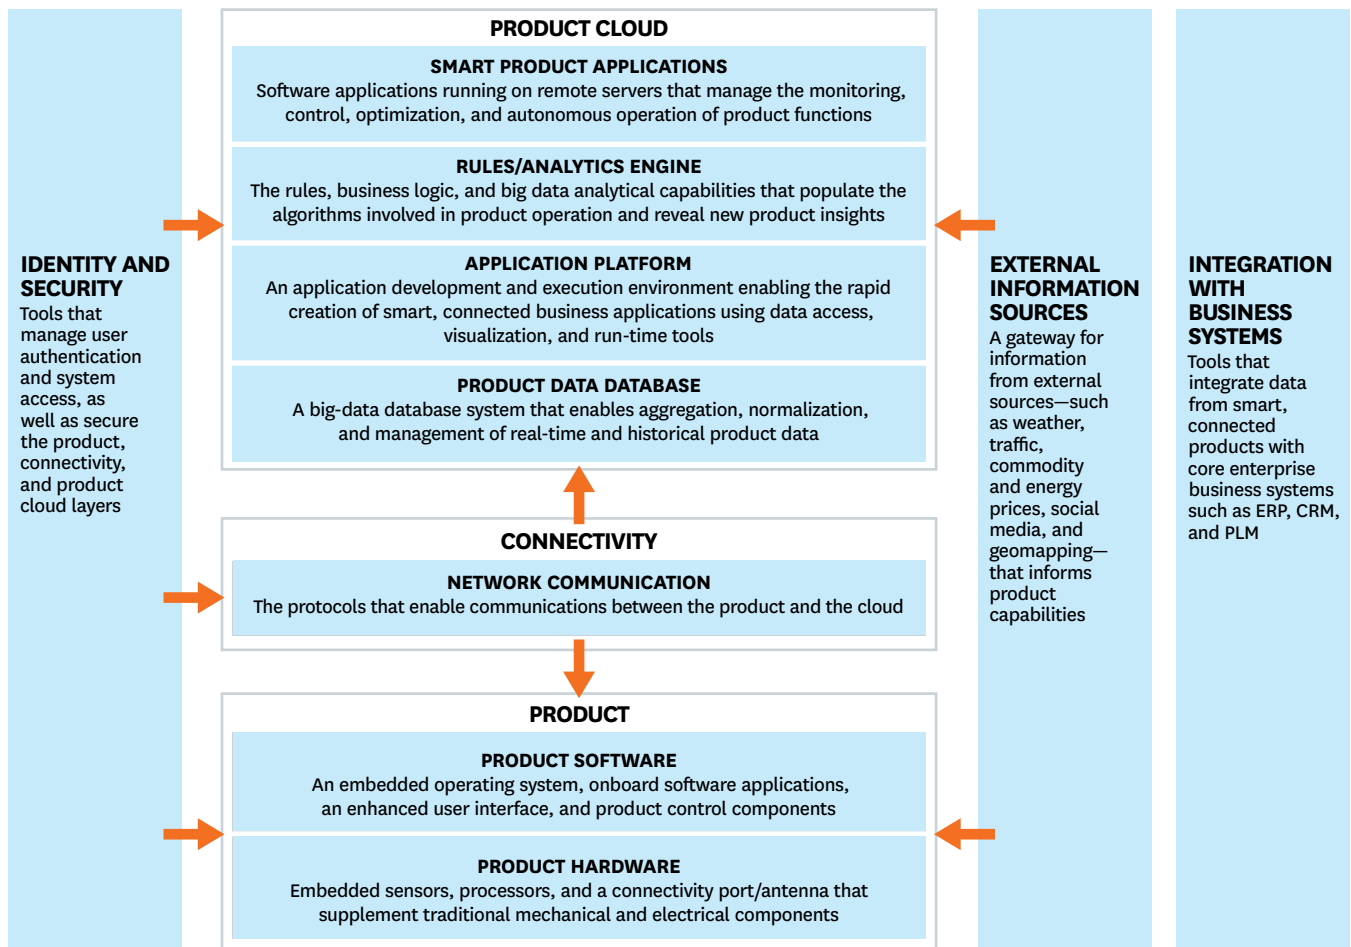 PRODUCT CLOUD
SMART PRODUCT APPLICATIONS
Software applications running on remote servers that manage the monitoring,
control, optimization, and autonomous operation of product functions
RULES/ANALYTICS ENGINE
The rules, business logic, and big data analytical capabilities that populate the
algorithms involved in product operation and reveal new product insights
APPLICATION PLATFORM
An application development and execution environment enabling the rapid
creation of smart, connected business applications using data access,
visualization, and run-time tools
PRODUCT DATA DATABASE
A big-data database system that enables aggregation, normalization,
and management of real-time and historical product data
CONNECTIVITY
NETWORK COMMUNICATION
The protocols that enable communications between the product and the cloud
PRODUCT
PRODUCT SOFTWARE
An embedded operating system, onboard software applications,
an enhanced user interface, and product control components
PRODUCT HARDWARE
Embedded sensors, processors, and a connectivity port/antenna that
supplement traditional mechanical and electrical components
IDENTITY AND
SECURITY
Tools that
manage user
authentication
and system
access, as
well as secure
the product,
connectivity,
and product
cloud layers
EXTERNAL
INFORMATION
SOURCES
A gateway for
information
from external
sources—such
as weather,
traffic,
commodity
and energy
prices, social
media, and
geomapping—
that informs
product
capabilities
INTEGRATION
WITH
BUSINESS
SYSTEMS
Tools that
integrate data
from smart,
connected
products with
core enterprise
business systems
such as ERP, CRM,
and PLM